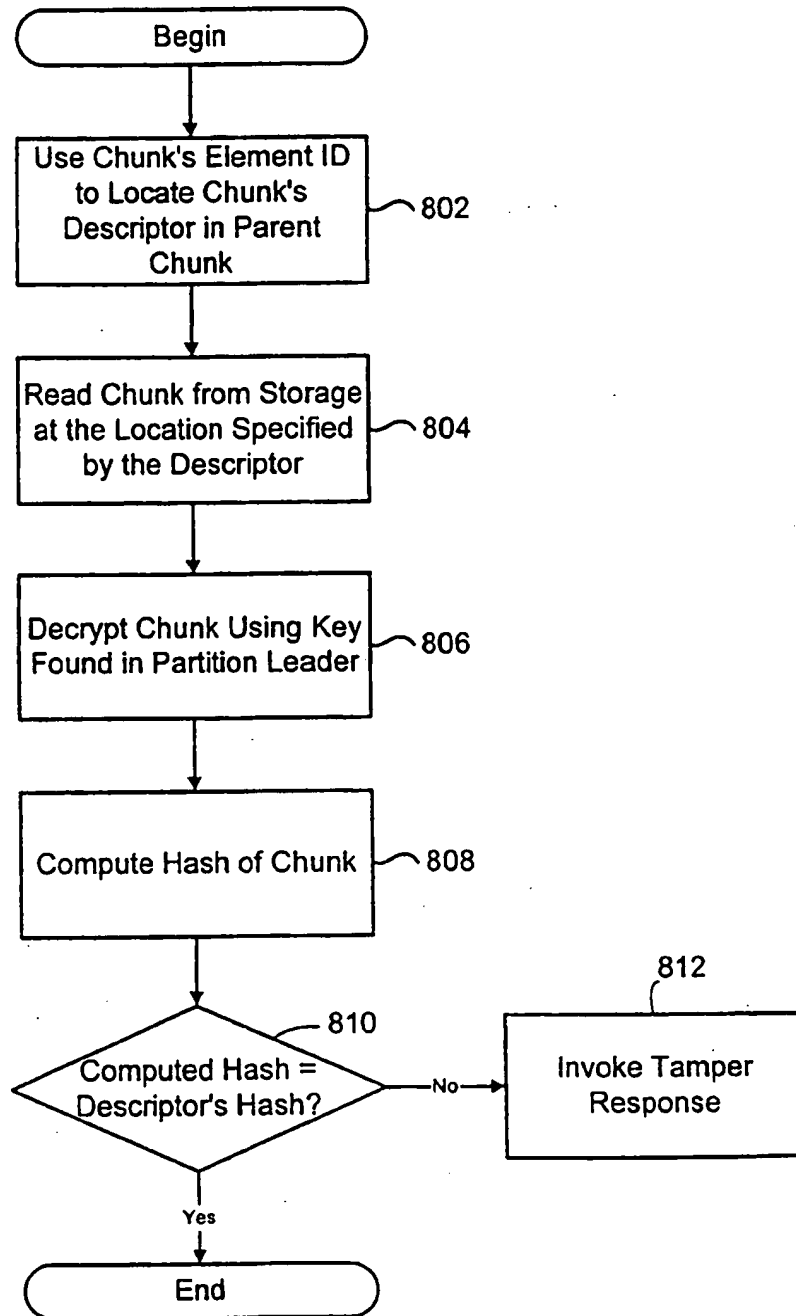 Begin
Use Chunk's Element ID
to Locate Chunk's
Descriptor in Parent
Chunk
802
Read Chunk from Storage
at the Location Specified
by the Descriptor
804
Decrypt Chunk Using Key
Found in Partition Leader
806
Compute Hash of Chunk
808
810
Computed Hash =
Descriptor's Hash?
No
812
Invoke Tamper
Response
Yes
End